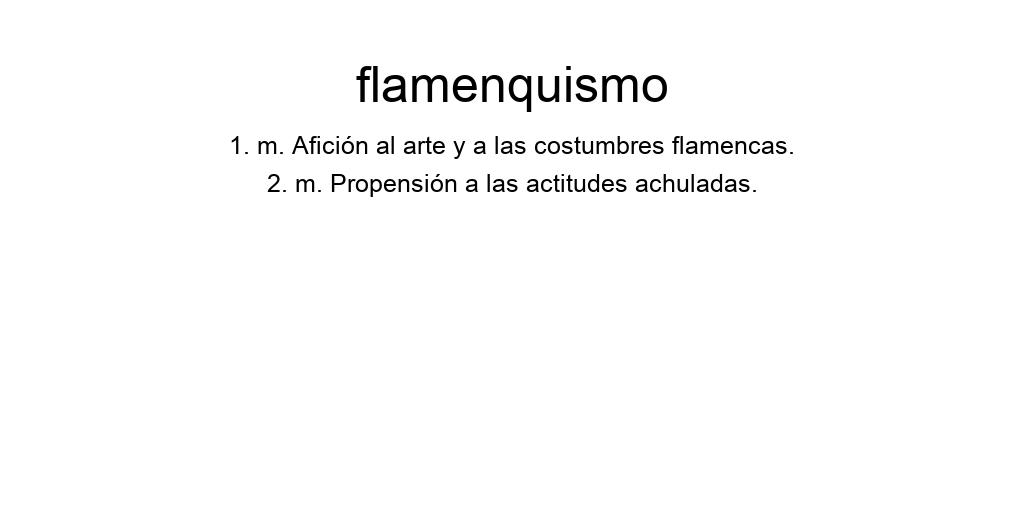 flamenquismo
1. m. Afición al arte y a las costumbres flamencas.
2. m. Propensión a las actitudes achuladas.